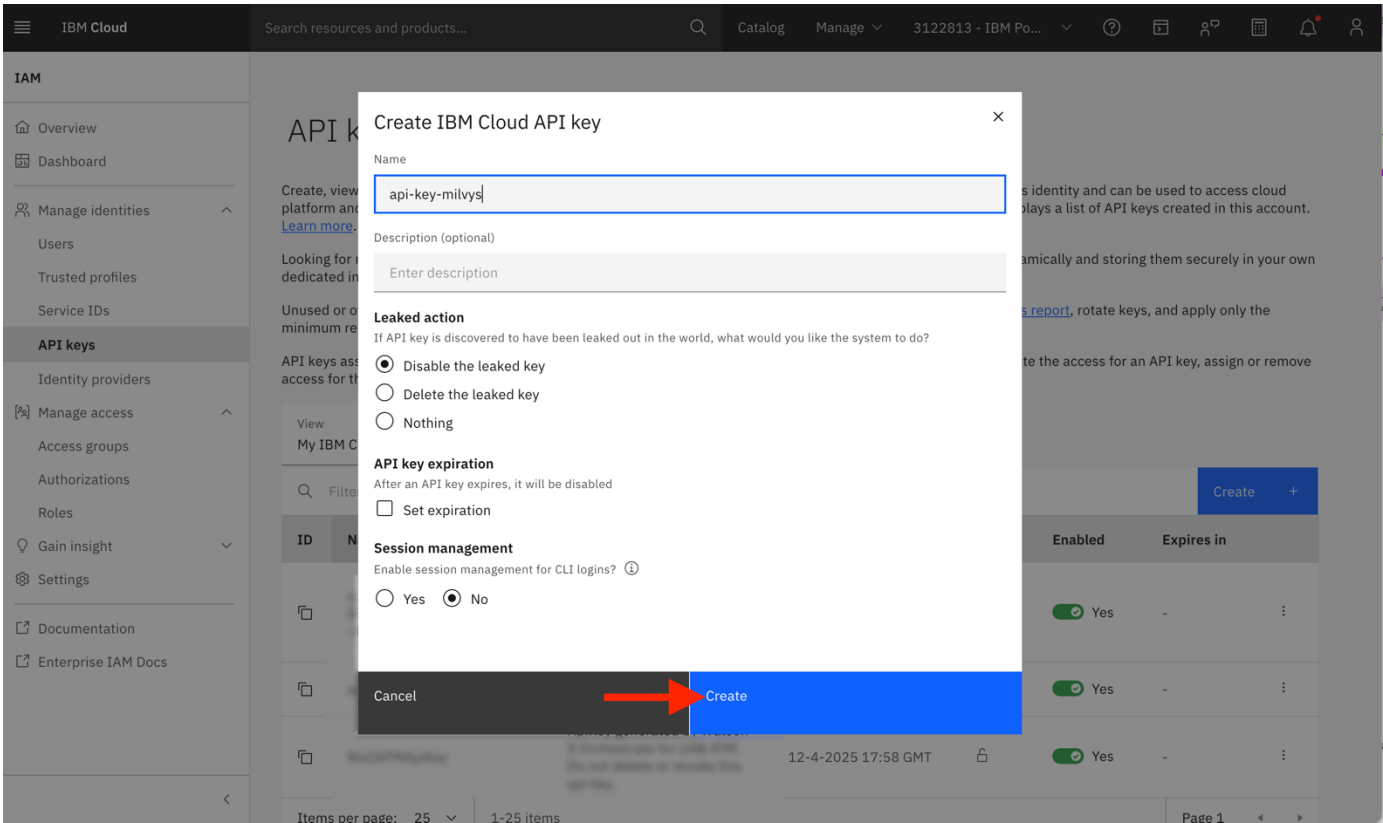 IBM Cloud
Search resources and products...
Catalog
Manage
3122813 - IBM Po...
IAM
Overview
Dashboard
Manage identities
Users
Trusted profiles
Service IDs
API keys
Identity providers
Manage access
Access groups
Authorizations
Roles
Gain insight
Settings
Documentation
Enterprise IAM Docs
API k
Create, view
platform and
Learn more.
Looking for
dedicated in
Unused or o
minimum re
API keys ass
access for th
s identity and can be used to access cloud
plays a list of API keys created in this account.
amically and storing them securely in your own
s report, rotate keys, and apply only the
te the access for an API key, assign or remove
View
My IBM C
Filte
Create +
ID
N
Enabled
Expires in
Yes -
Yes -
12-4-2025 17:58 GMT
Yes -
Items per page: 25
1-25 items
Page 1
Create IBM Cloud API key
Name
api-key-milvys
Description (optional)
Enter description
Leaked action
If API key is discovered to have been leaked out in the world, what would you like the system to do?
Disable the leaked key
Delete the leaked key
Nothing
API key expiration
After an API key expires, it will be disabled
Set expiration
Session management
Enable session management for CLI logins?
Yes
No
Cancel
Create